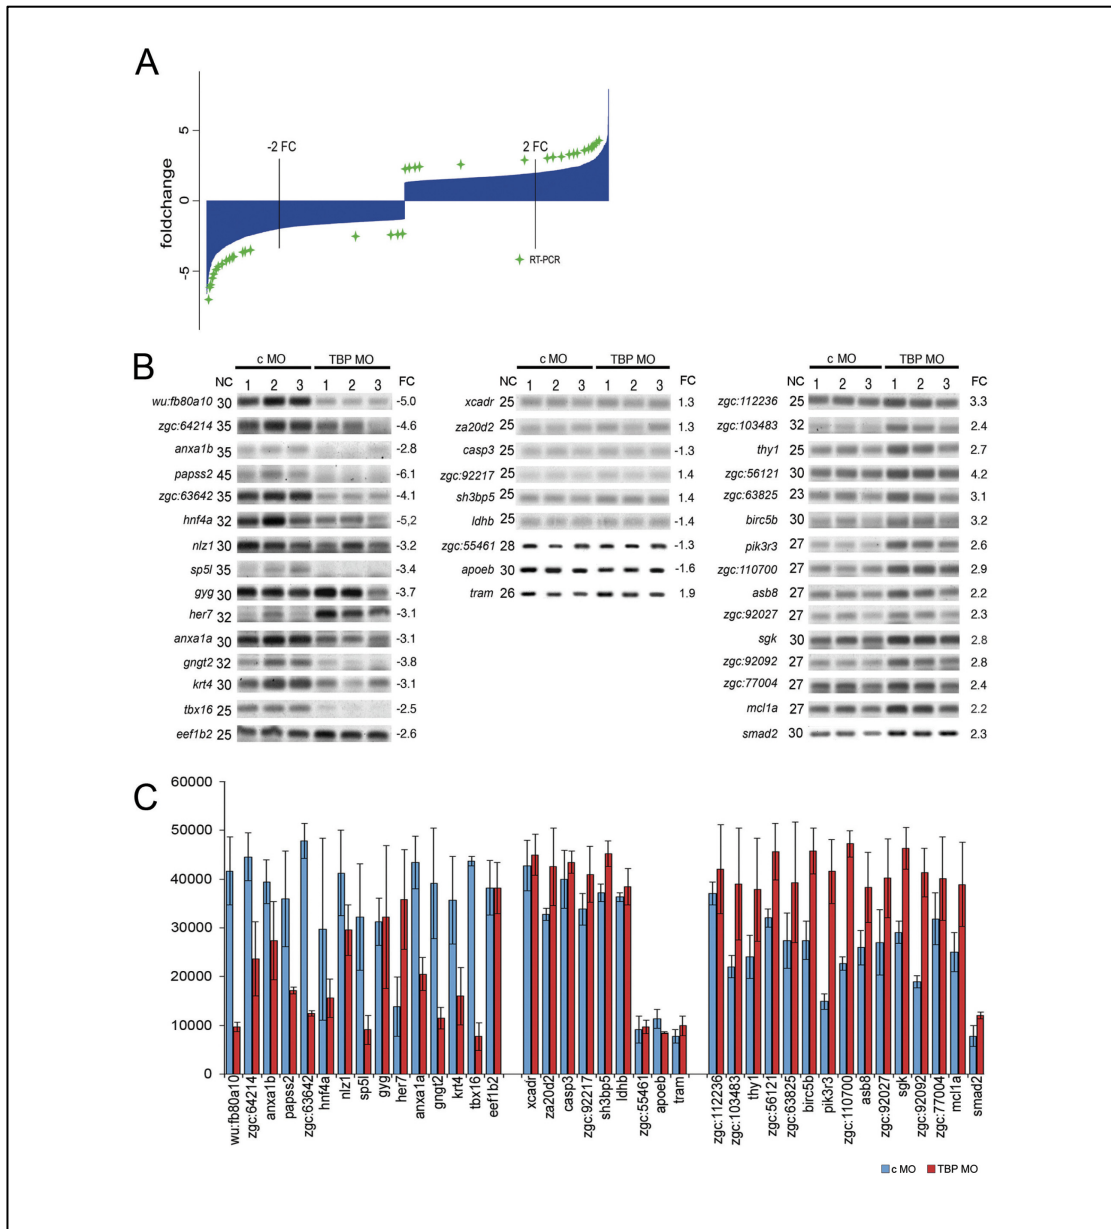 A
foldchange
5
0
-5
-2 FC
2 FC
RT-PCR
B
c MO TBP MO
NC 1 2 3 1 2 3 FC
wu:fb80a10 30 -5.0
zgc:64214 35 -4.6
anxa1b 35 -2.8
papss2 45 -6.1
zgc:63642 35 -4.1
hnf4a 32 -5,2
nlz1 30 -3.2
sp5l 35 -3.4
gyg 30 -3.7
her7 32 -3.1
anxa1a 30 -3.1
gngt2 32 -3.8
krt4 30 -3.1
tbx16 25 -2.5
eef1b2 25 -2.6
c MO TBP MO
NC 1 2 3 1 2 3 FC
xcadr 25 1.3
za20d2 25 1.3
casp3 25 -1.3
zgc:92217 25 1.4
sh3bp5 25 1.4
ldhb 25 -1.4
zgc:55461 28 -1.3
apoeb 30 -1.6
tram 26 1.9
c MO TBP MO
NC 1 2 3 1 2 3 FC
zgc:112236 25 3.3
zgc:103483 32 2.4
thy1 25 2.7
zgc:56121 30 4.2
zgc:63825 23 3.1
birc5b 30 3.2
pik3r3 27 2.6
zgc:110700 27 2.9
asb8 27 2.2
zgc:92027 27 2.3
sgk 30 2.8
zgc:92092 27 2.8
zgc:77004 27 2.4
mcl1a 27 2.2
smad2 30 2.3
C
60000
50000
40000
30000
20000
10000
0
wu:fb80a10
zgc:64214
anxa1b
papss2
zgc:63642
hnf4a
nlz1
sp5l
gyg
her7
anxa1a
gngt2
krt4
tbx16
eef1b2
xcadr
za20d2
casp3
zgc:92217
sh3bp5
ldhb
zgc:55461
apoeb
tram
zgc:112236
zgc:103483
thy1
zgc:56121
zgc:63825
birc5b
pik3r3
zgc:110700
asb8
zgc:92027
sgk
zgc:92092
zgc:77004
mcl1a
smad2
c MO TBP MO